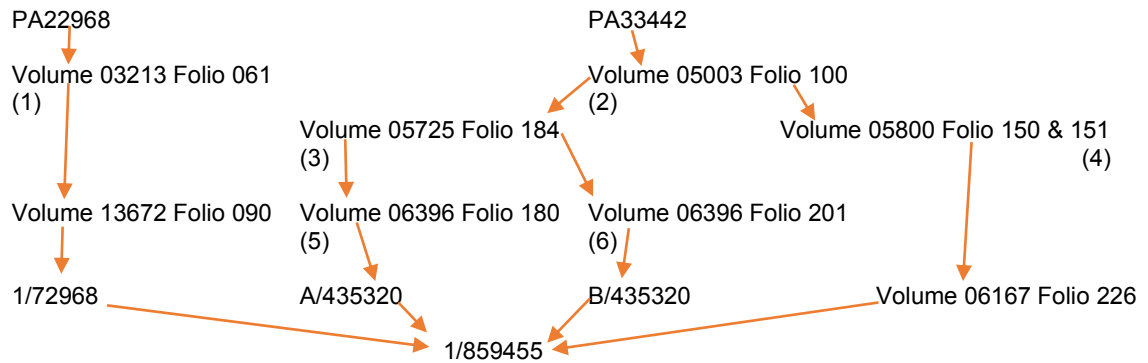 PA22968 PA33442
Volume 03213 Folio 061 Volume 05003 Folio 100
(1) (2)
Volume 05725 Folio 184 Volume 05800 Folio 150 & 151
(3) (4)
Volume 13672 Folio 090 Volume 06396 Folio 180 Volume 06396 Folio 201
(5) (6)
1/72968 A/435320 B/435320 Volume 06167 Folio 226
1/859455